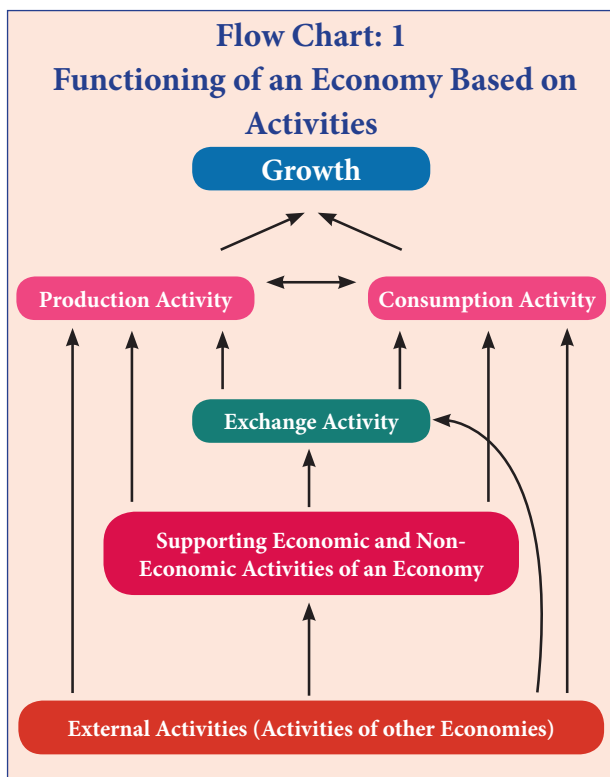 Flow Chart: 1
Functioning of an Economy Based on
Activities
Growth
Production Activity
Consumption Activity
Exchange Activity
Supporting Economic and Non-
Economic Activities of an Economy
External Activities (Activities of other Economies)